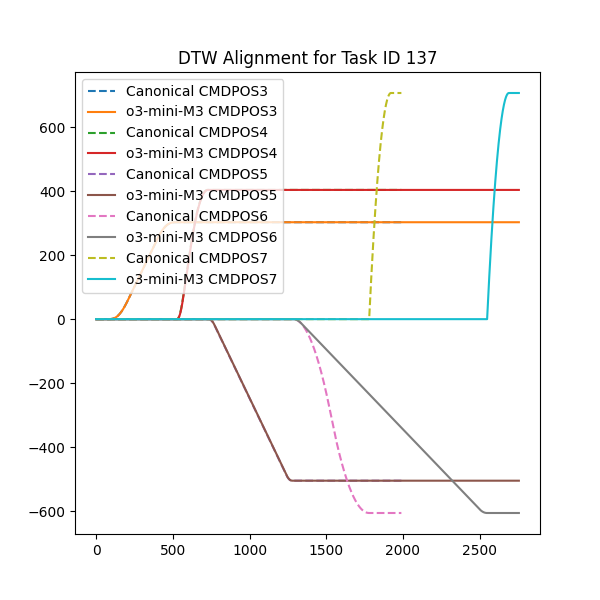 DTW Alignment for Task ID 137
Canonical CMDPOS3
o3-mini-M3 CMDPOS3
Canonical CMDPOS4
o3-mini-M3 CMDPOS4
Canonical CMDPOS5
o3-mini-M3 CMDPOS5
Canonical CMDPOS6
o3-mini-M3 CMDPOS6
Canonical CMDPOS7
o3-mini-M3 CMDPOS7
600
400
200
0
−200
−400
−600
0 500 1000 1500 2000 2500